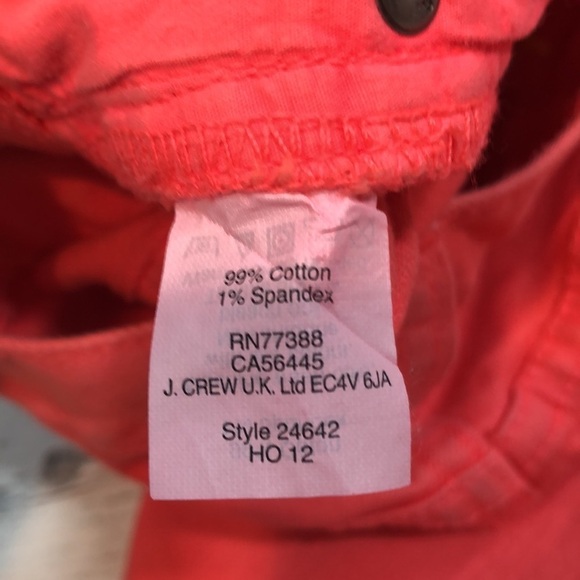 99% Cotton
1% Spandex
RN77388
CA56445
J. CREW U.K. Ltd EC4V 6JA
Style 24642
HO 12